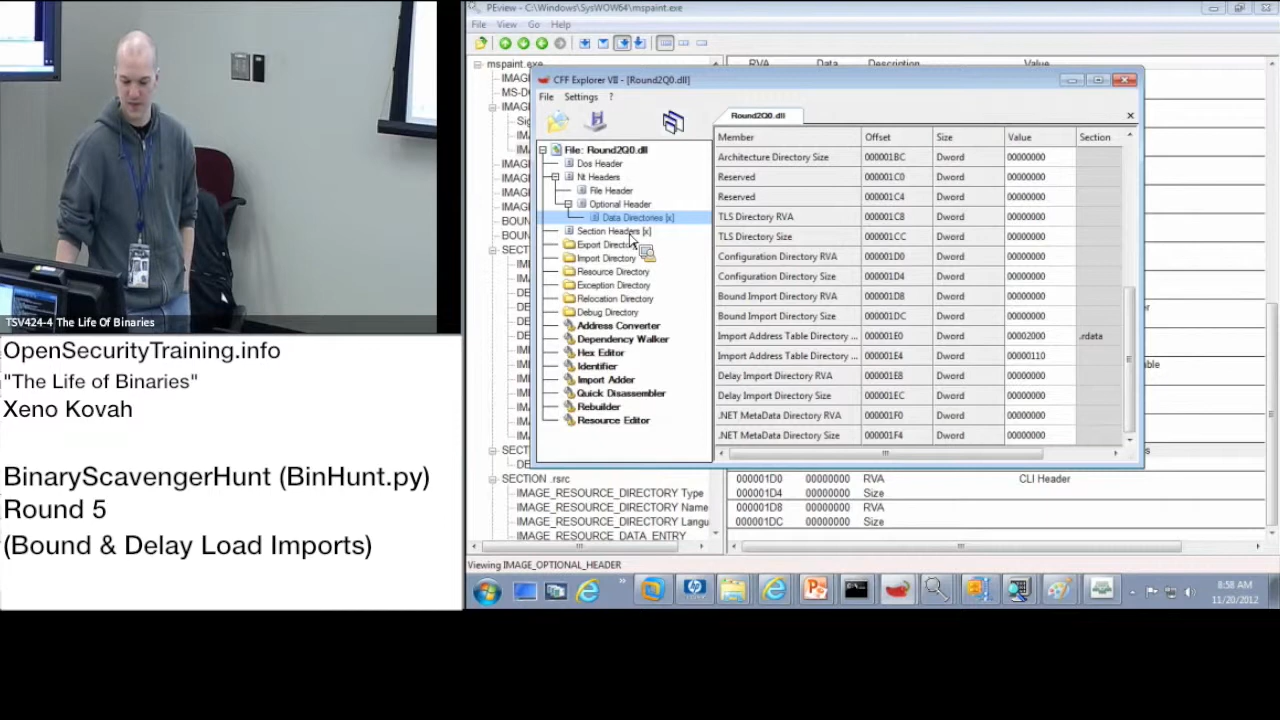 TSV424-4 The Life Of Binaries
OpenSecurityTraining.info
"The Life of Binaries"
Xeno Kovah
BinaryScavengerHunt (BinHunt.py)
Round 5
(Bound & Delay Load Imports)
PEview - C:\Windows\SysWOW64\mspaint.exe
File View Go Help
mspaint.exe
RVA Data Description Value
CFF Explorer VII - [Round2Q0.dll]
File Settings ?
Round2Q0.dll
File: Round2Q0.dll
Dos Header
Nt Headers
File Header
Optional Header
Data Directories [x]
Section Headers [x]
Export
Import Directory
Resource Directory
Exception Directory
Relocation Directory
Debug Directory
Address Converter
Dependency Walker
Hex Editor
Identifier
Import Adder
Quick Disassembler
Rebuilder
Resource Editor
Member Offset Size Value Section
Architecture Directory Size 000001BC Dword 00000000
Reserved 000001C0 Dword 00000000
Reserved 000001C4 Dword 00000000
TLS Directory RVA 000001C8 Dword 00000000
TLS Directory Size 000001CC Dword 00000000
Configuration Directory RVA 000001D0 Dword 00000000
Configuration Directory Size 000001D4 Dword 00000000
Bound Import Directory RVA 000001D8 Dword 00000000
Bound Import Directory Size 000001DC Dword 00000000
Import Address Table Directory ... 000001E0 Dword 00002000 .rdata
Import Address Table Directory ... 000001E4 Dword 00000110
Delay Import Directory RVA 000001E8 Dword 00000000
Delay Import Directory Size 000001EC Dword 00000000
.NET MetaData Directory RVA 000001F0 Dword 00000000
.NET MetaData Directory Size 000001F4 Dword 00000000
SECTION .rsrc
IMAGE_RESOURCE_DIRECTORY Type
IMAGE_RESOURCE_DIRECTORY Name
IMAGE_RESOURCE_DIRECTORY Langu
IMAGE_RESOURCE_DATA_ENTRY
000001D0 00000000 RVA CLI Header
000001D4 00000000 Size
000001D8 00000000 RVA
000001DC 00000000 Size
Viewing IMAGE_OPTIONAL_HEADER
8:58 AM
11/20/2012